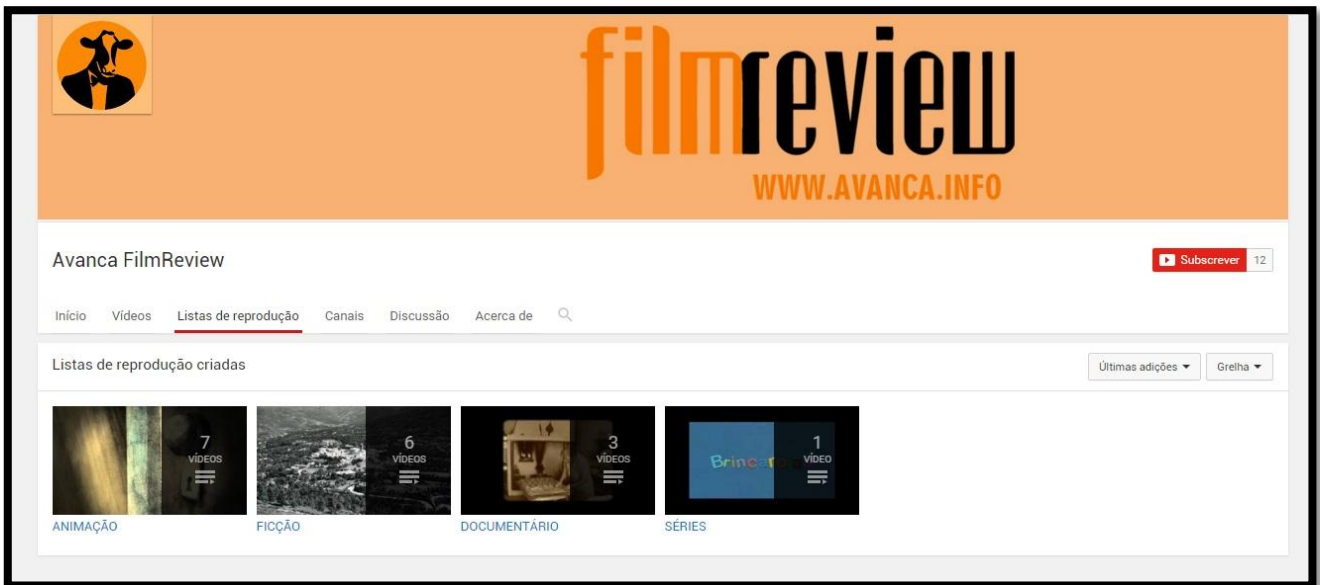 filmreview
WWW.AVANCA.INFO
Avanca FilmReview
Subscrever 12
Início Vídeos Listas de reprodução Canais Discussão Acerca de
Listas de reprodução criadas
Últimas adições Grelha
7 VÍDEOS
6 VÍDEOS
3 VÍDEOS
1 VÍDEO
ANIMAÇÃO FICÇÃO DOCUMENTÁRIO SÉRIES